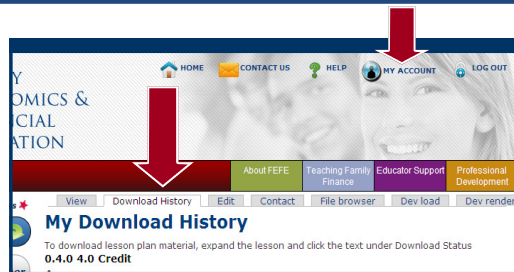 HOME CONTACT US HELP MY ACCOUNT LOG OUT
Y
OMICS &
CIAL
ATION
About FEFE Teaching Family Finance Educator Support Professional Development
View Download History Edit Contact File browser Dev load Dev render
My Download History
To download lesson plan material, expand the lesson and click the text under Download Status
0.4.0 4.0 Credit